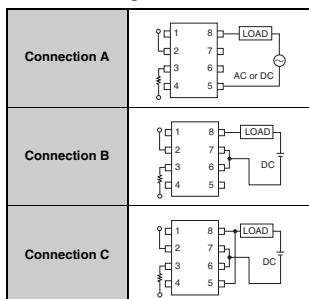 Connection A
1 8 LOAD
2 7
3 6
4 5 AC or DC
Connection B
1 8 LOAD
2 7
3 6 DC
4 5
Connection C
1 8 LOAD
2 7
3 6 DC
4 5